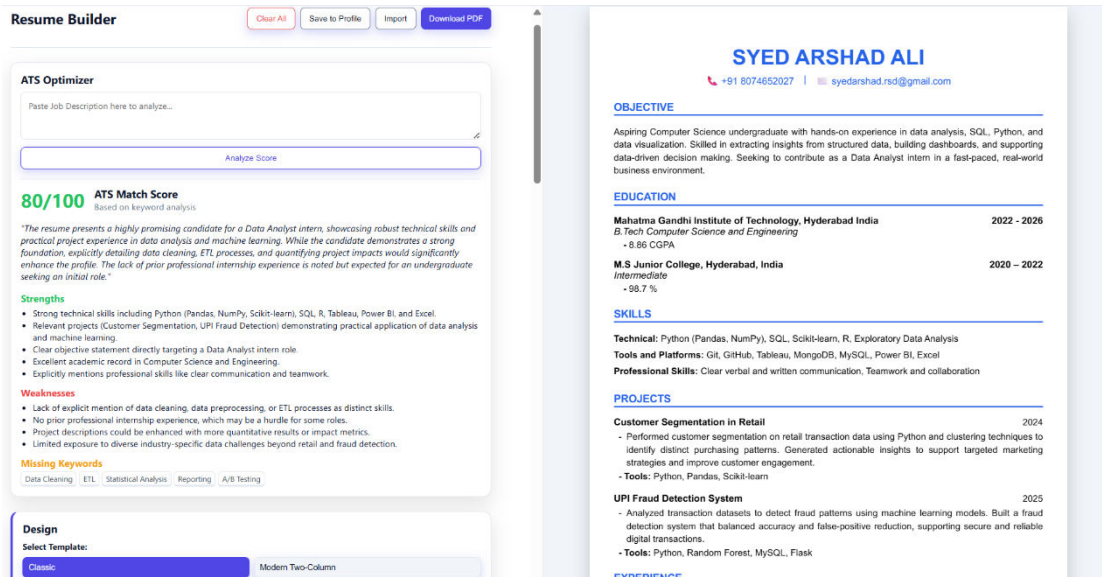 Resume Builder
Clear All
Save to Profile
Import
Download PDF
ATS Optimizer
Paste Job Description here to analyze...
Analyze Score
80/100
ATS Match Score
Based on keyword analysis
"The resume presents a highly promising candidate for a Data Analyst intern, showcasing robust technical skills and
practical project experience in data analysis and machine learning. While the candidate demonstrates a strong
foundation, explicitly detailing data cleaning, ETL processes, and quantifying project impacts would significantly
enhance the profile. The lack of prior professional internship experience is noted but expected for an undergraduate
seeking an initial role."
Strengths
• Strong technical skills including Python (Pandas, NumPy, Scikit-learn), SQL, R, Tableau, Power BI, and Excel.
• Relevant projects (Customer Segmentation, UPI Fraud Detection) demonstrating practical application of data analysis
and machine learning.
• Clear objective statement directly targeting a Data Analyst intern role.
• Excellent academic record in Computer Science and Engineering.
• Explicitly mentions professional skills like clear communication and teamwork.
Weaknesses
• Lack of explicit mention of data cleaning, data preprocessing, or ETL processes as distinct skills.
• No prior professional internship experience, which may be a hurdle for some roles.
• Project descriptions could be enhanced with more quantitative results or impact metrics.
• Limited exposure to diverse industry-specific data challenges beyond retail and fraud detection.
Missing Keywords
Data Cleaning ETL Statistical Analysis Reporting A/B Testing
Design
Select Template:
Classic
Modern Two-Column
SYED ARSHAD ALI
+91 8074652027 | syedarshad.rsd@gmail.com
OBJECTIVE
Aspiring Computer Science undergraduate with hands-on experience in data analysis, SQL, Python, and
data visualization. Skilled in extracting insights from structured data, building dashboards, and supporting
data-driven decision making. Seeking to contribute as a Data Analyst intern in a fast-paced, real-world
business environment.
EDUCATION
Mahatma Gandhi Institute of Technology, Hyderabad India 2022 - 2026
B.Tech Computer Science and Engineering
- 8.86 CGPA
M.S Junior College, Hyderabad, India 2020 – 2022
Intermediate
- 98.7 %
SKILLS
Technical: Python (Pandas, NumPy), SQL, Scikit-learn, R, Exploratory Data Analysis
Tools and Platforms: Git, GitHub, Tableau, MongoDB, MySQL, Power BI, Excel
Professional Skills: Clear verbal and written communication, Teamwork and collaboration
PROJECTS
Customer Segmentation in Retail 2024
- Performed customer segmentation on retail transaction data using Python and clustering techniques to
identify distinct purchasing patterns. Generated actionable insights to support targeted marketing
strategies and improve customer engagement.
- Tools: Python, Pandas, Scikit-learn
UPI Fraud Detection System 2025
- Analyzed transaction datasets to detect fraud patterns using machine learning models. Built a fraud
detection system that balanced accuracy and false-positive reduction, supporting secure and reliable
digital transactions.
- Tools: Python, Random Forest, MySQL, Flask
EXPERIENCE